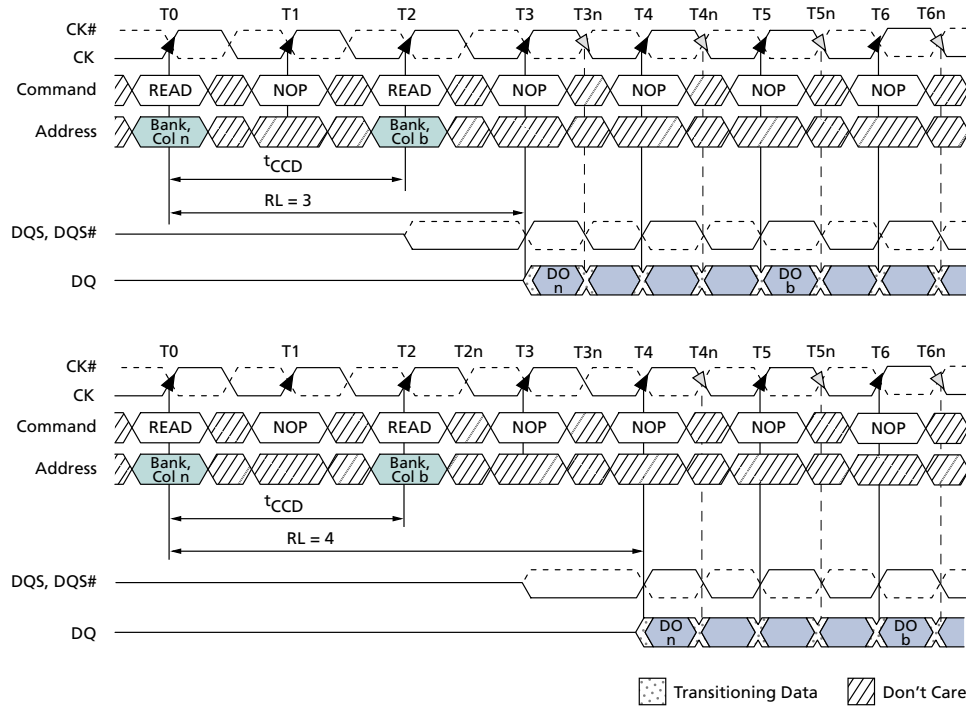 T0 T1 T2 T3 T3n T4 T4n T5 T5n T6 T6n
CK#
CK
Command READ NOP READ NOP NOP NOP NOP
Address Bank, Col n Bank, Col b
tCCD
RL = 3
DQS, DQS#
DQ DO n DO b
T0 T1 T2 T2n T3 T3n T4 T4n T5 T5n T6 T6n
CK#
CK
Command READ NOP READ NOP NOP NOP NOP
Address Bank, Col n Bank, Col b
tCCD
RL = 4
DQS, DQS#
DQ DO n DO b
Transitioning Data Don't Care